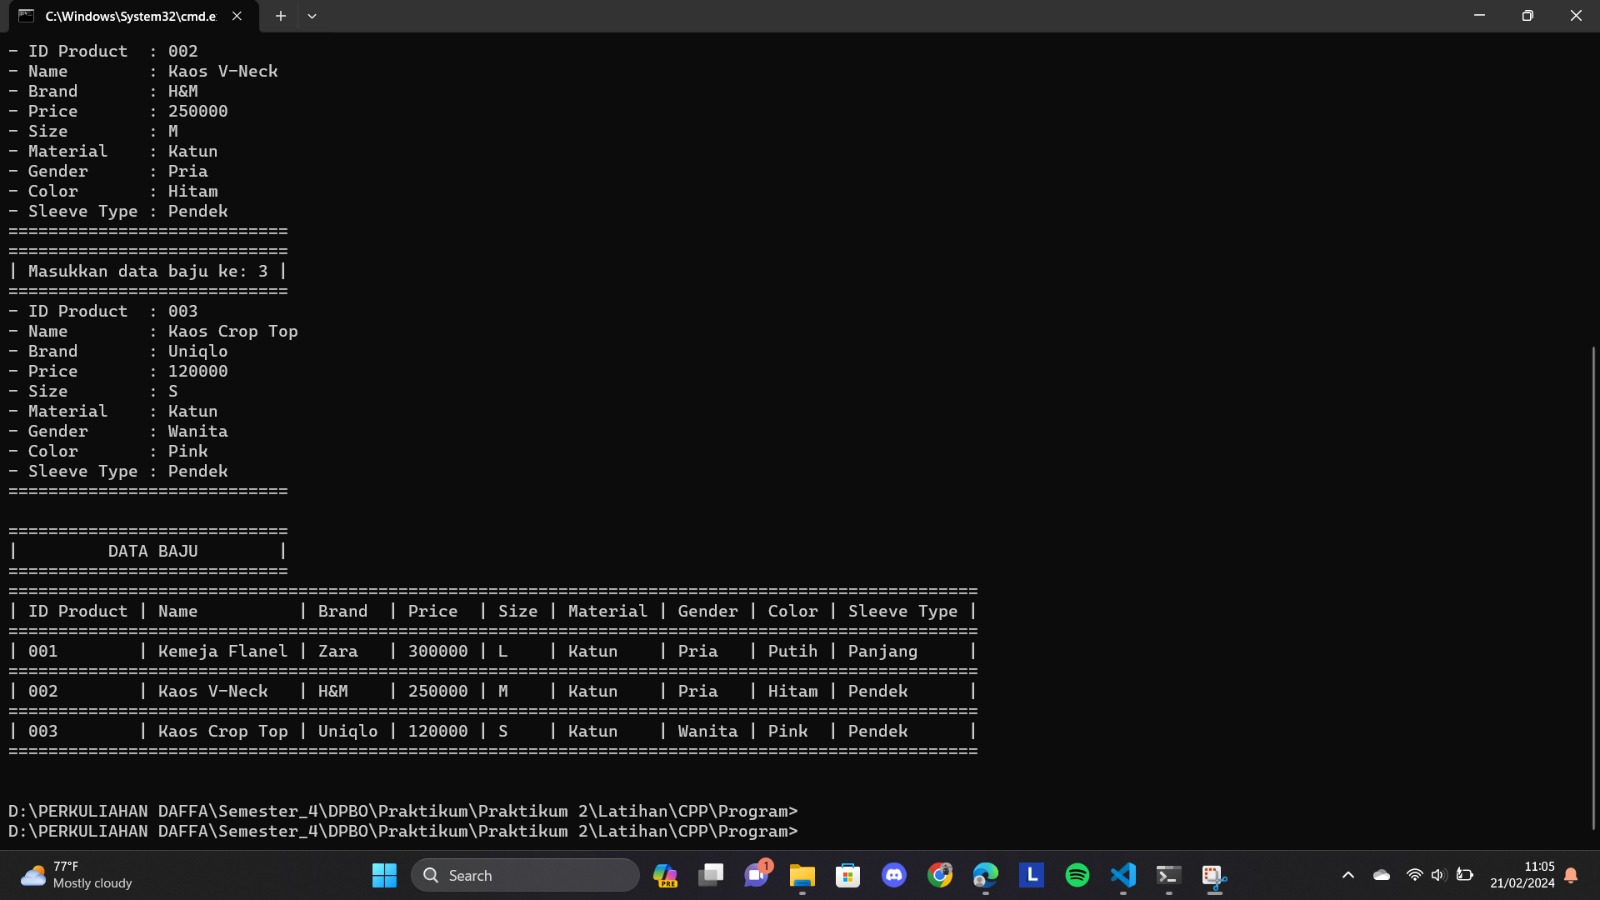 C:\Windows\System32\cmd.e
- ID Product  : 002
- Name        : Kaos V-Neck
- Brand       : H&M
- Price       : 250000
- Size        : M
- Material    : Katun
- Gender      : Pria
- Color       : Hitam
- Sleeve Type : Pendek
============================
============================
| Masukkan data baju ke: 3 |
============================
- ID Product  : 003
- Name        : Kaos Crop Top
- Brand       : Uniqlo
- Price       : 120000
- Size        : S
- Material    : Katun
- Gender      : Wanita
- Color       : Pink
- Sleeve Type : Pendek
============================
============================
|         DATA BAJU        |
============================
=================================================================================================
| ID Product | Name          | Brand  | Price  | Size | Material | Gender | Color | Sleeve Type |
=================================================================================================
| 001        | Kemeja Flanel | Zara   | 300000 | L    | Katun    | Pria   | Putih | Panjang     |
=================================================================================================
| 002        | Kaos V-Neck   | H&M    | 250000 | M    | Katun    | Pria   | Hitam | Pendek      |
=================================================================================================
| 003        | Kaos Crop Top | Uniqlo | 120000 | S    | Katun    | Wanita | Pink  | Pendek      |
=================================================================================================
D:\PERKULIAHAN DAFFA\Semester_4\DPBO\Praktikum\Praktikum 2\Latihan\CPP\Program>
D:\PERKULIAHAN DAFFA\Semester_4\DPBO\Praktikum\Praktikum 2\Latihan\CPP\Program>
77°F
Mostly cloudy
Search
PRE
1
L
11:05
21/02/2024